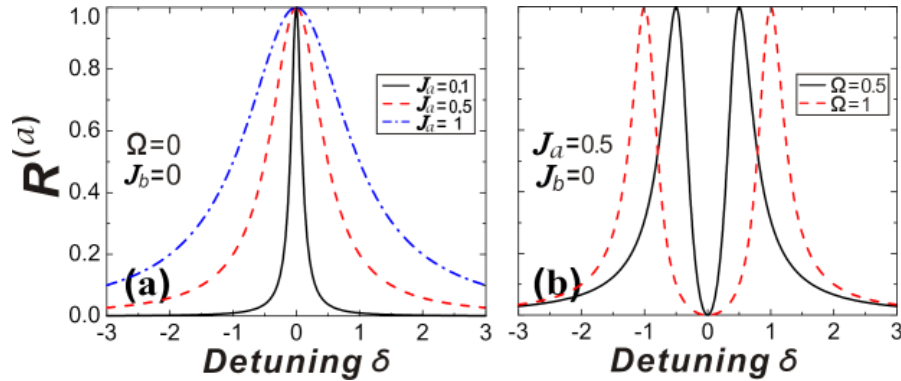 R^(a)
1.0
0.8
0.6
0.4
0.2
0.0
Ω=0
J_b=0
J_a=0.1
J_a=0.5
J_a= 1
(a)
-3 -2 -1 0 1 2 3
Detuning δ
J_a=0.5
J_b=0
Ω=0.5
Ω=1
(b)
-3 -2 -1 0 1 2 3
Detuning δ